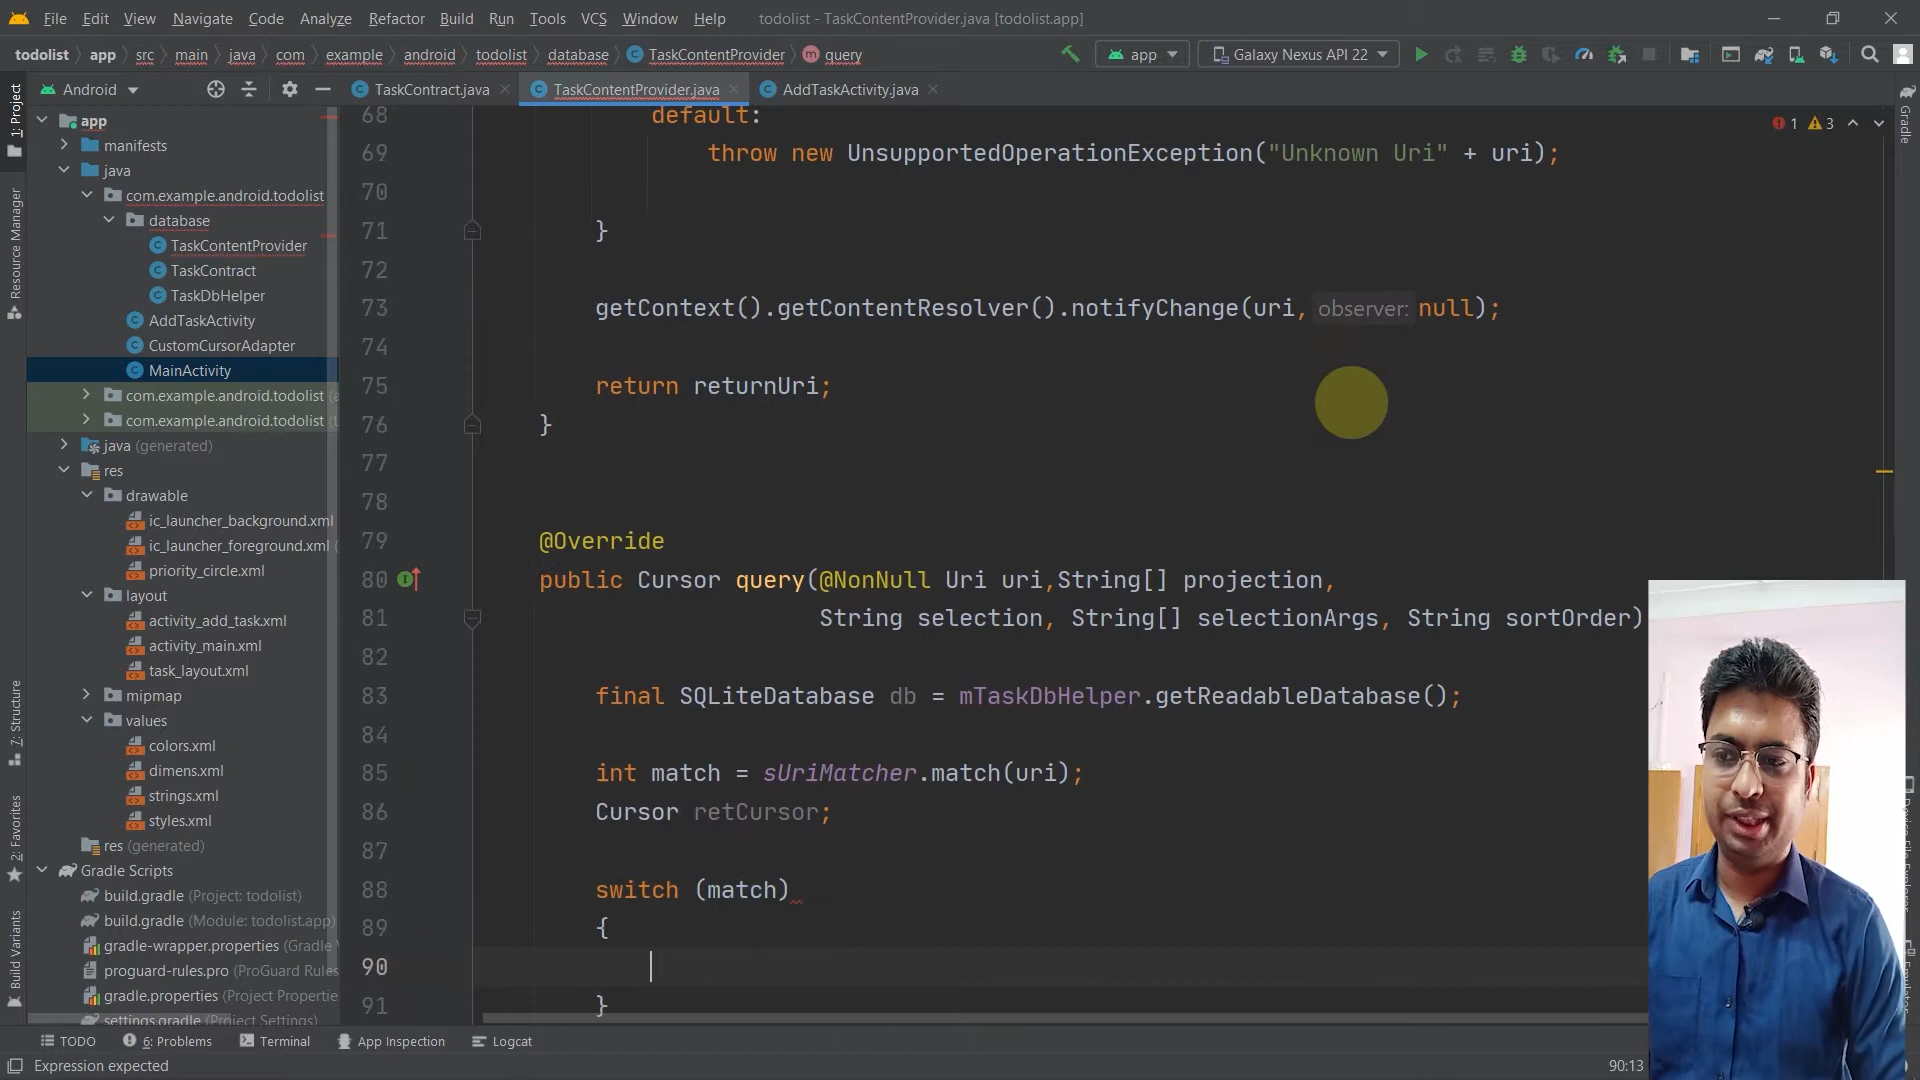 File Edit View Navigate Code Analyze Refactor Build Run Tools VCS Window Help todolist - TaskContentProvider.java [todolist.app]
todolist app src main java com example android todolist database TaskContentProvider query app Galaxy Nexus API 22
Android TaskContract.java TaskContentProvider.java AddTaskActivity.java
1: Project
Resource Manager
7: Structure
2: Favorites
Build Variants
app
manifests
java
com.example.android.todolist
database
TaskContentProvider
TaskContract
TaskDbHelper
AddTaskActivity
CustomCursorAdapter
MainActivity
com.example.android.todolist (a
com.example.android.todolist (t
java (generated)
res
drawable
ic_launcher_background.xml
ic_launcher_foreground.xml (
priority_circle.xml
layout
activity_add_task.xml
activity_main.xml
task_layout.xml
mipmap
values
colors.xml
dimens.xml
strings.xml
styles.xml
res (generated)
Gradle Scripts
build.gradle (Project: todolist)
build.gradle (Module: todolist.app)
gradle-wrapper.properties (Gradle
proguard-rules.pro (ProGuard Rules
gradle.properties (Project Propertie
settings.gradle (Project Settings)
68 default:
69 throw new UnsupportedOperationException("Unknown Uri" + uri);
70
71 }
72
73 getContext().getContentResolver().notifyChange(uri, observer: null);
74
75 return returnUri;
76 }
77
78
79 @Override
80 public Cursor query(@NonNull Uri uri,String[] projection,
81 String selection, String[] selectionArgs, String sortOrder)
82
83 final SQLiteDatabase db = mTaskDbHelper.getReadableDatabase();
84
85 int match = sUriMatcher.match(uri);
86 Cursor retCursor;
87
88 switch (match)
89 {
90
91 }
1 3
Gradle
TODO 6: Problems Terminal App Inspection Logcat
Expression expected 90:13